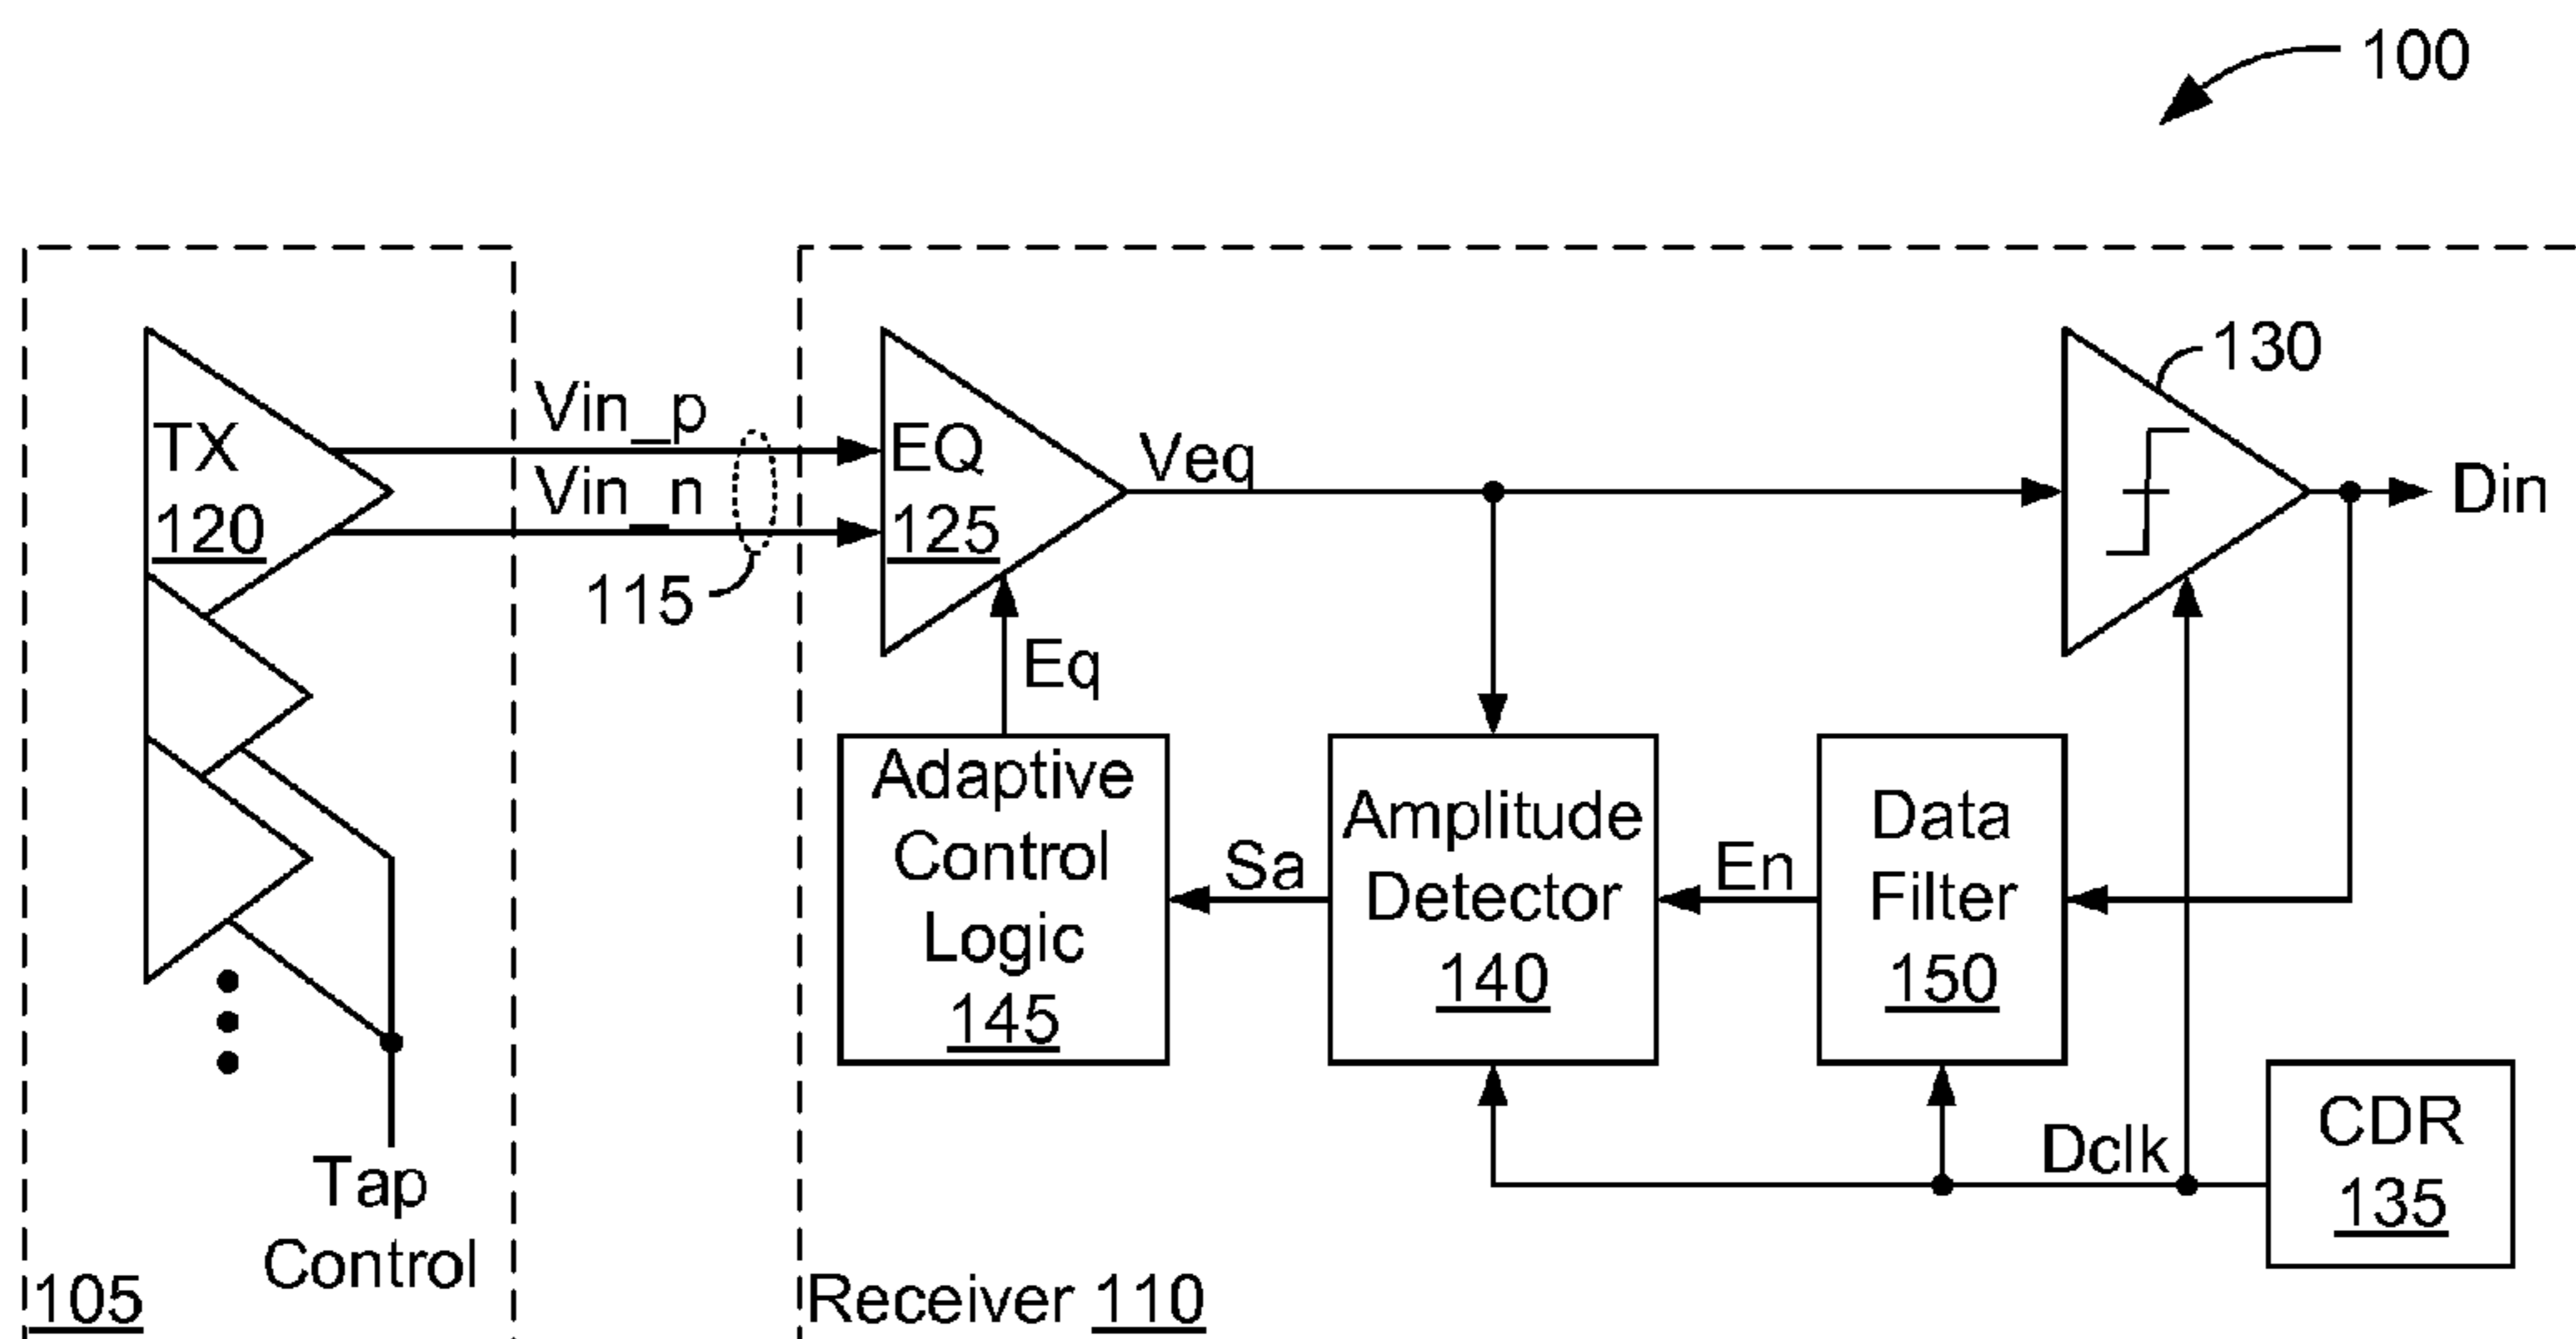 100
130
TX
120
Vin_p
Vin_n
115
EQ
125
Veq
Din
Eq
Adaptive
Control
Logic
145
Sa
Amplitude
Detector
140
En
Data
Filter
150
Dclk
CDR
135
Tap
Control
105
Receiver 110